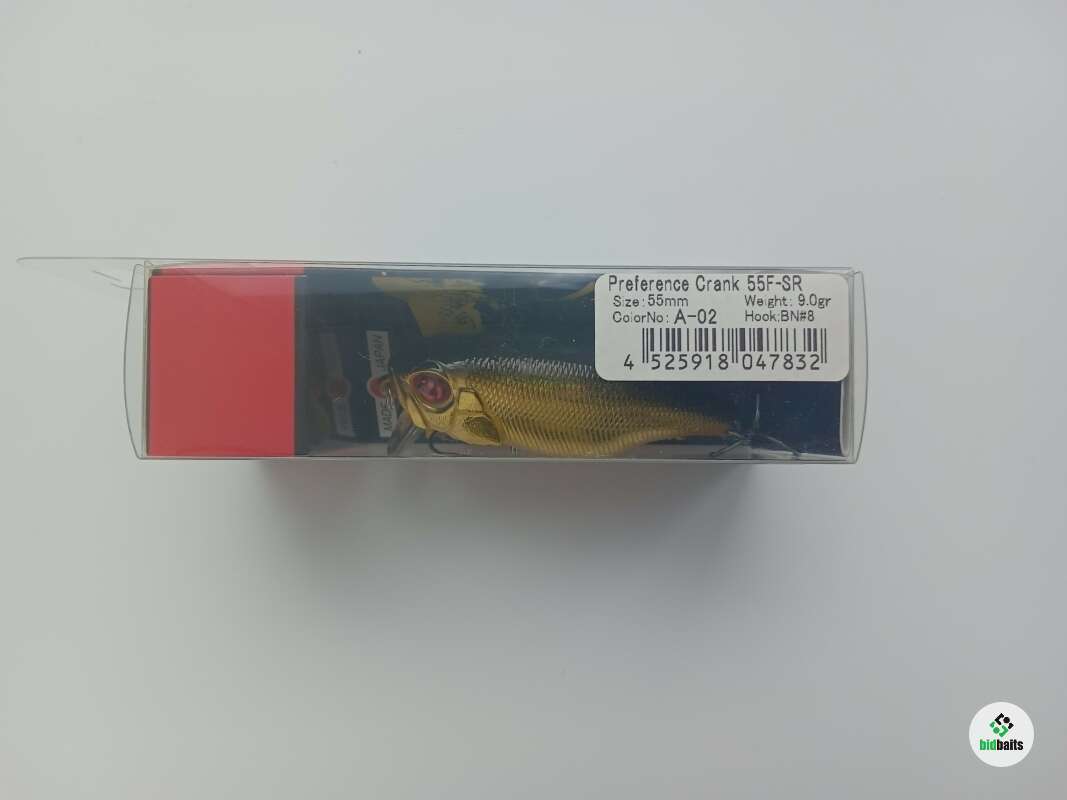 Preference Crank 55F-SR
Size:55mm Weight: 9.0gr
ColorNo: A-02 Hook:BN#8
4 525918 047832
MADE
JAPAN
bidbaits